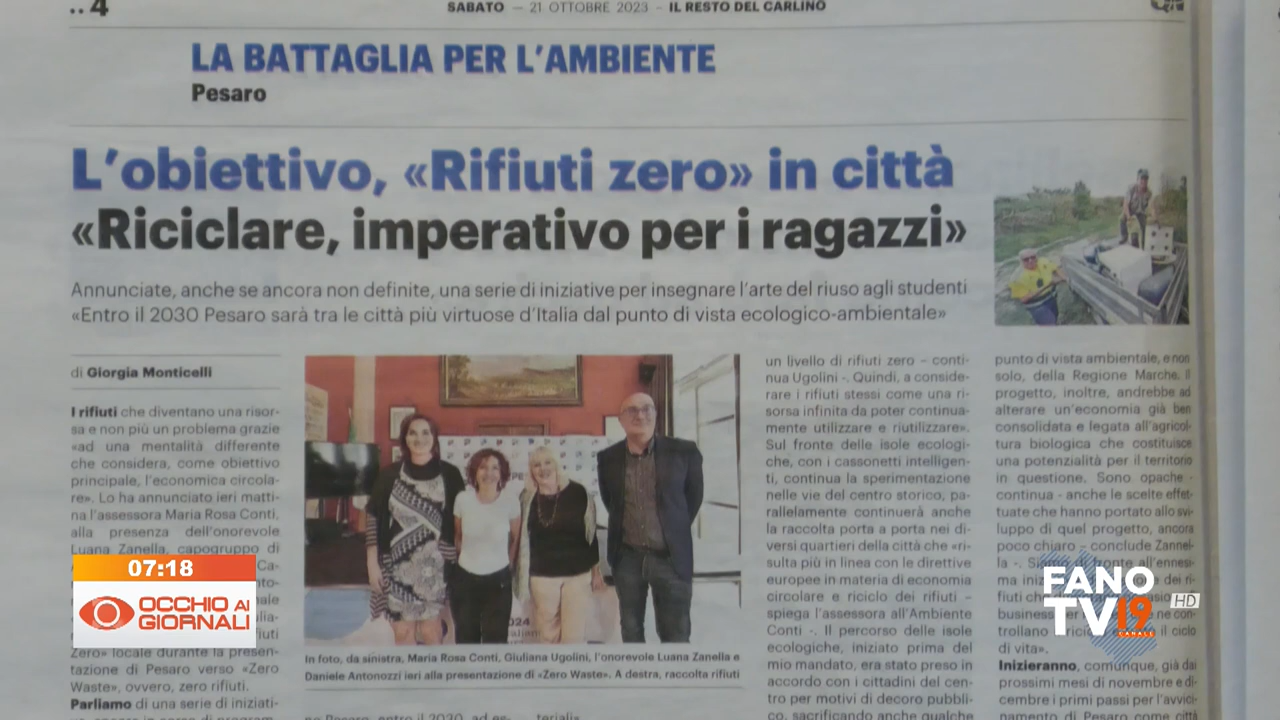 .. 4
SABATO — 21 OTTOBRE 2023 – IL RESTO DEL CARLINO
LA BATTAGLIA PER L'AMBIENTE
Pesaro
L'obiettivo, «Rifiuti zero» in città
«Riciclare, imperativo per i ragazzi»
Annunciate, anche se ancora non definite, una serie di iniziative per insegnare l'arte del riuso agli studenti
«Entro il 2030 Pesaro sarà tra le città più virtuose d'Italia dal punto di vista ecologico-ambientale»
di Giorgia Monticelli
I rifiuti che diventano una risor-
sa e non più un problema grazie
«ad una mentalità differente
che considera, come obiettivo
principale, l'economica circola-
re». Lo ha annunciato ieri matti-
na l'assessora Maria Rosa Conti,
alla presenza dell'onorevole
Luana Zanella, capogruppo di
Zero» locale durante la presen-
tazione di Pesaro verso «Zero
Waste», ovvero, zero rifiuti.
Parliamo di una serie di iniziati-
In foto, da sinistra, Maria Rosa Conti, Giuliana Ugolini, l'onorevole Luana Zanella e
Daniele Antonozzi ieri alla presentazione di «Zero Waste». A destra, raccolta rifiuti
no Pesaro, entro il 2030, ad es-
teriali».
un livello di rifiuti zero – conti-
nua Ugolini -. Quindi, a conside-
rare i rifiuti stessi come una ri-
sorsa infinita da poter continua-
mente utilizzare e riutilizzare».
Sul fronte delle isole ecologi-
che, con i cassonetti intelligen-
ti, continua la sperimentazione
nelle vie del centro storico, pa-
rallelamente continuerà anche
la raccolta porta a porta nei di-
versi quartieri della città che «ri-
sulta più in linea con le direttive
europee in materia di economia
circolare e riciclo dei rifiuti –
spiega l'assessora all'Ambiente
Conti -. Il percorso delle isole
ecologiche, iniziato prima del
mio mandato, era stato preso in
accordo con i cittadini del cen-
tro per motivi di decoro pubbli-
co, sacrificando anche qualche
punto di vista ambientale, e non
solo, della Regione Marche. Il
progetto, inoltre, andrebbe ad
alterare un'economia già ben
consolidata e legata all'agricol-
tura biologica che costituisce
una potenzialità per il territorio
in questione. Sono opache -
continua - anche le scelte effet-
tuate che hanno portato allo svi-
luppo di quel progetto, ancora
poco chiaro – conclude Zanel-
la -.
di vita».
Inizieranno, comunque, già dai
prossimi mesi di novembre e di-
cembre i primi passi per l'avvici-
namento di Pesaro come città
07:18
OCCHIO AI
GIORNALI
FANO
TV19
HD